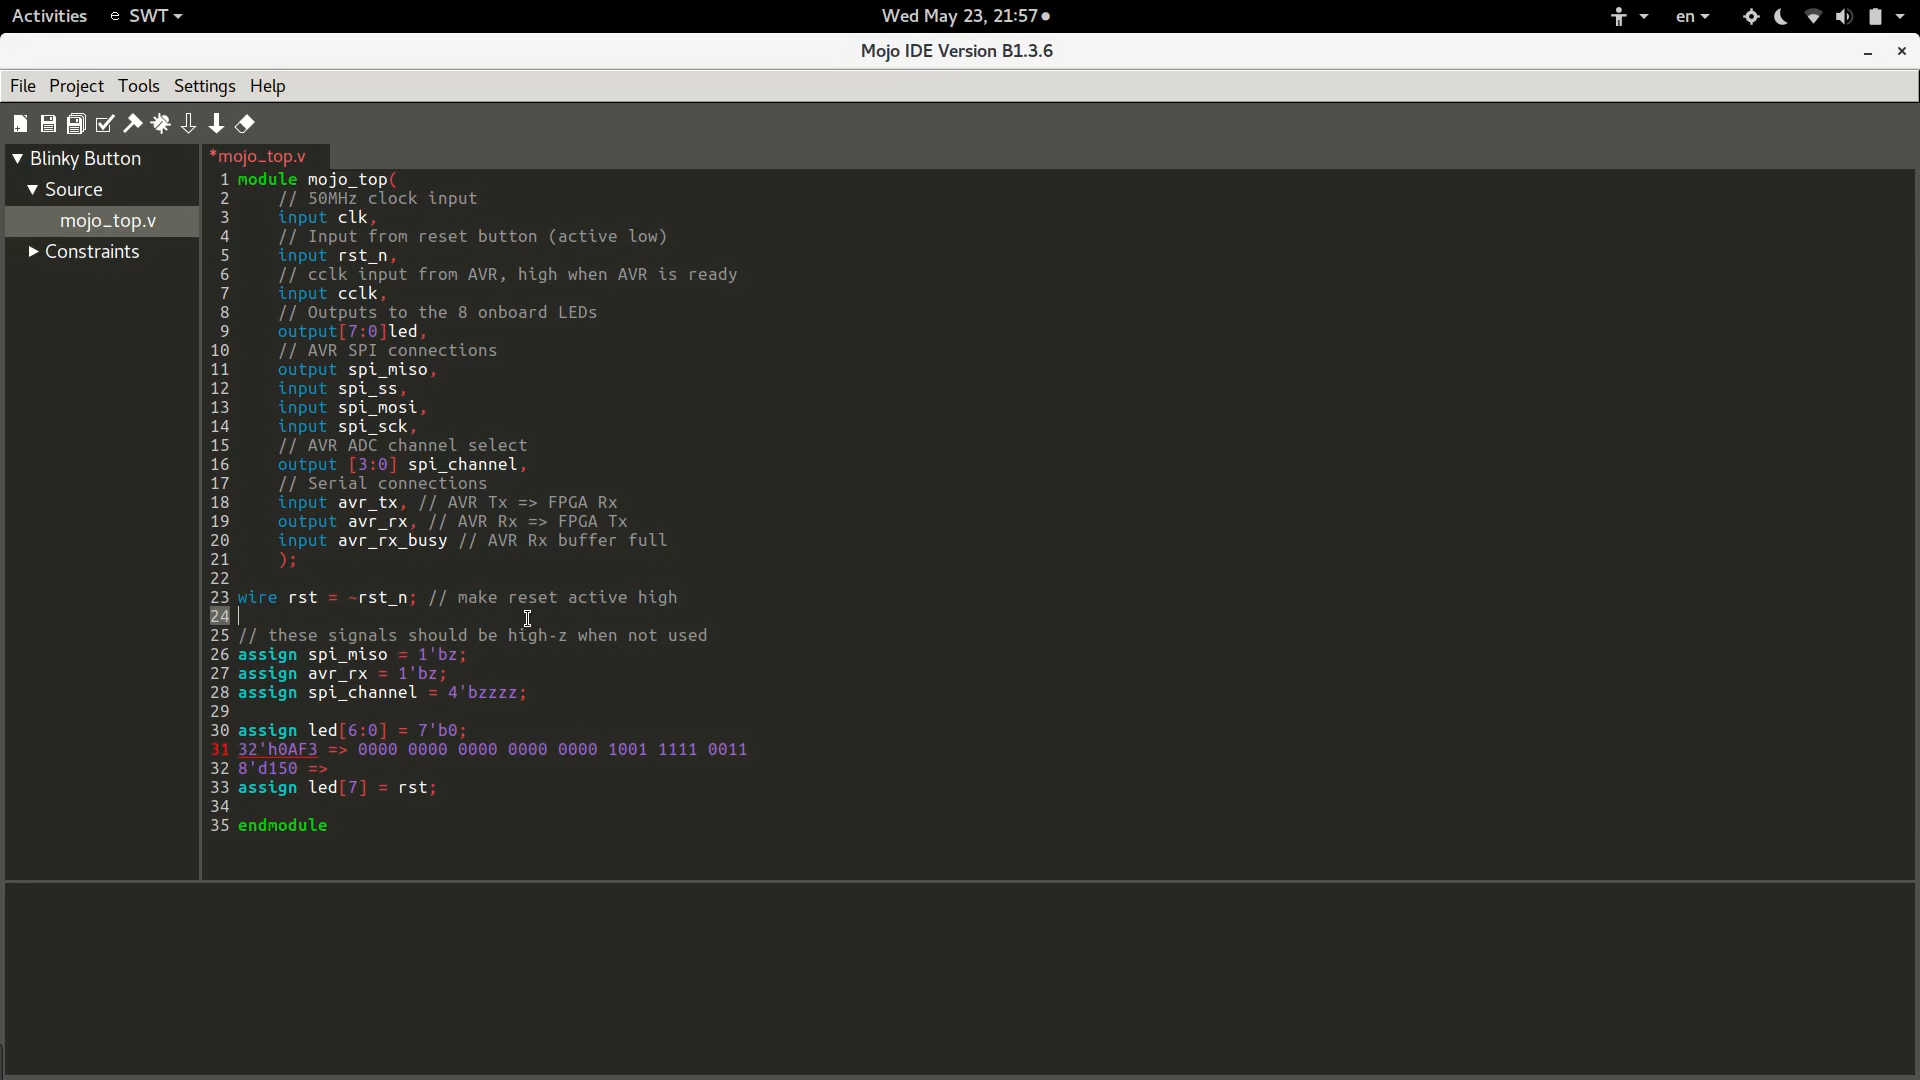 Activities SWT Wed May 23, 21:57 en
Mojo IDE Version B1.3.6
File Project Tools Settings Help
Blinky Button
Source
mojo_top.v
Constraints
*mojo_top.v
1 module mojo_top(
2 // 50MHz clock input
3 input clk,
4 // Input from reset button (active low)
5 input rst_n,
6 // cclk input from AVR, high when AVR is ready
7 input cclk,
8 // Outputs to the 8 onboard LEDs
9 output[7:0]led,
10 // AVR SPI connections
11 output spi_miso,
12 input spi_ss,
13 input spi_mosi,
14 input spi_sck,
15 // AVR ADC channel select
16 output [3:0] spi_channel,
17 // Serial connections
18 input avr_tx, // AVR Tx => FPGA Rx
19 output avr_rx, // AVR Rx => FPGA Tx
20 input avr_rx_busy // AVR Rx buffer full
21 );
22
23 wire rst = ~rst_n; // make reset active high
24
25 // these signals should be high-z when not used
26 assign spi_miso = 1'bz;
27 assign avr_rx = 1'bz;
28 assign spi_channel = 4'bzzzz;
29
30 assign led[6:0] = 7'b0;
31 32'h0AF3 => 0000 0000 0000 0000 0000 1001 1111 0011
32 8'd150 =>
33 assign led[7] = rst;
34
35 endmodule